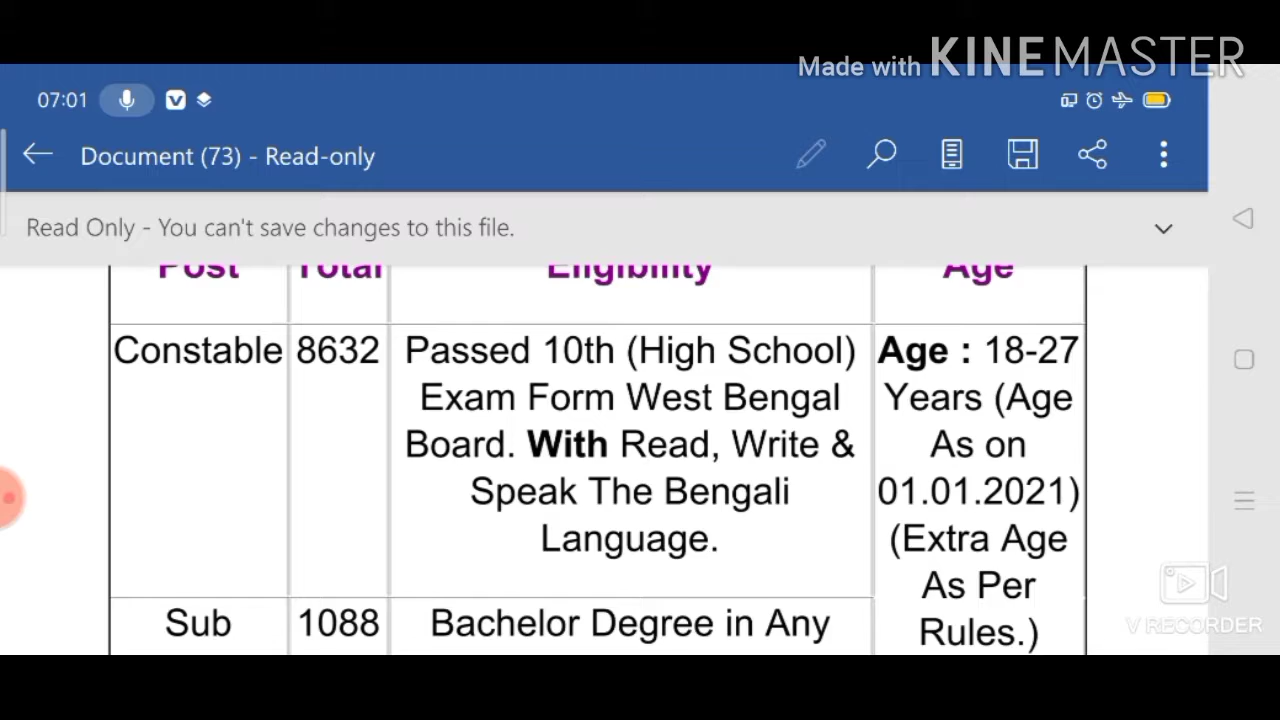 Made with KINEMASTER
07:01
Document (73) - Read-only
Read Only - You can't save changes to this file.
Post Total Eligibility Age
Constable 8632 Passed 10th (High School) Age : 18-27
Exam Form West Bengal Years (Age
Board. With Read, Write & As on
Speak The Bengali 01.01.2021)
Language. (Extra Age
As Per
Sub 1088 Bachelor Degree in Any Rules.)
V RECORDER